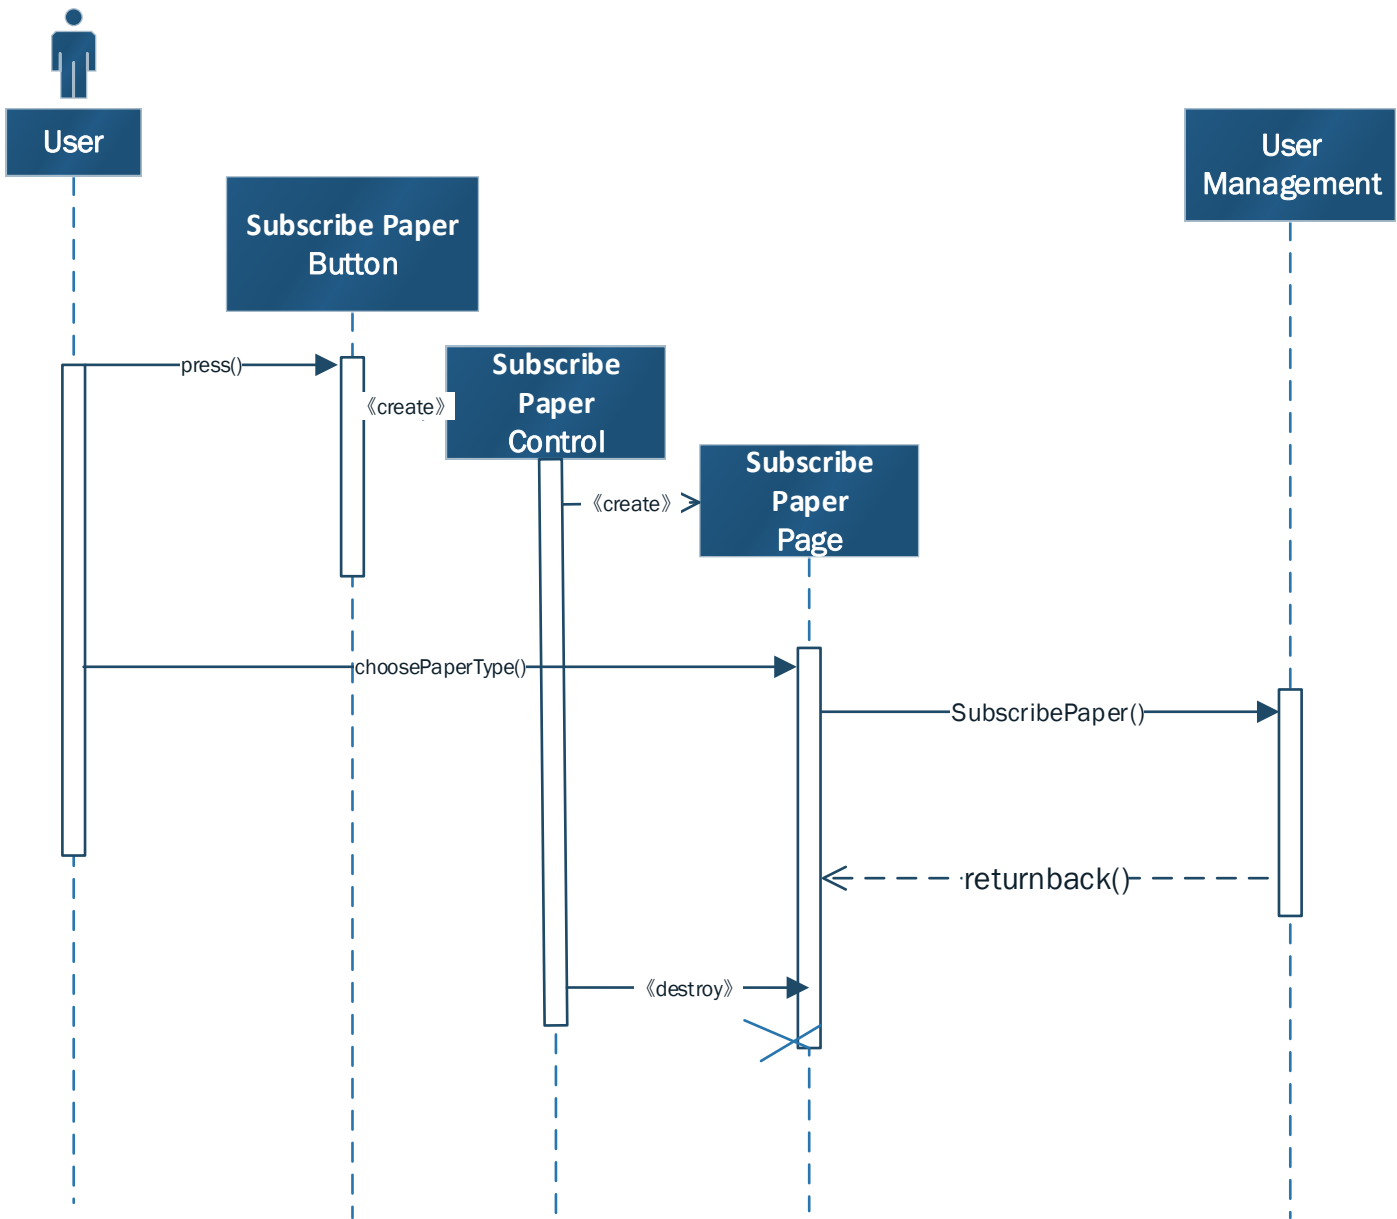 User
User
Management
Subscribe Paper
Button
press()
Subscribe
Paper
Control
《create》
Subscribe
Paper
Page
《create》
choosePaperType()
SubscribePaper()
returnback()
《destroy》